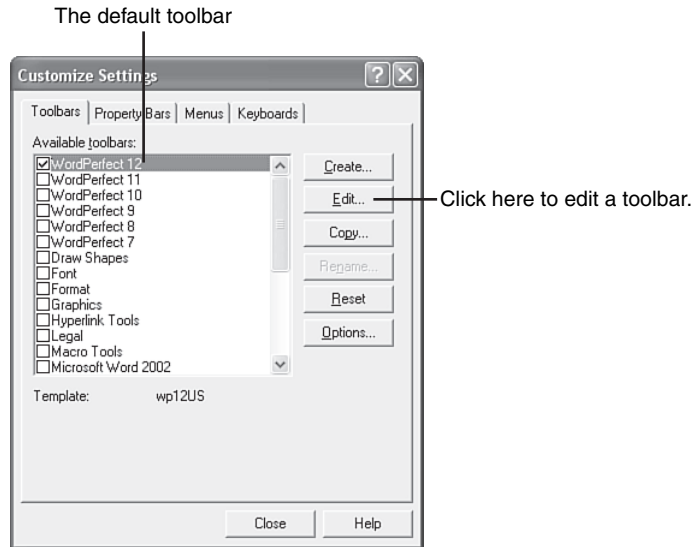 The default toolbar
Customize Settings
Toolbars Property Bars Menus Keyboards
Available toolbars:
WordPerfect 12
WordPerfect 11
WordPerfect 10
WordPerfect 9
WordPerfect 8
WordPerfect 7
Draw Shapes
Font
Format
Graphics
Hyperlink Tools
Legal
Macro Tools
Microsoft Word 2002
Create...
Edit...
Click here to edit a toolbar.
Copy...
Rename...
Reset
Options...
Template: wp12US
Close Help